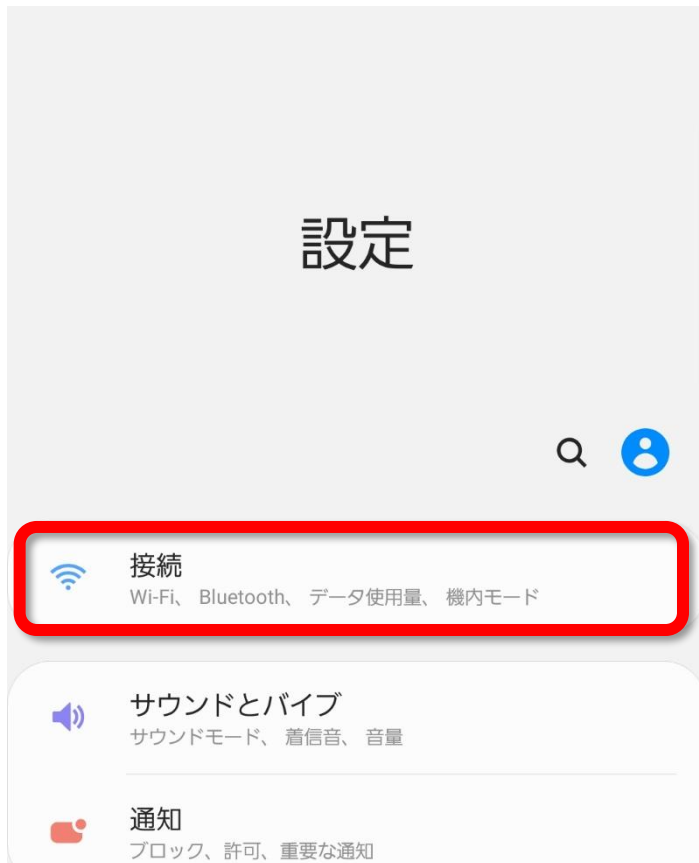 設定
接続
Wi-Fi、 Bluetooth、 データ使用量、 機内モード
サウンドとバイブ
サウンドモード、 着信音、 音量
通知
ブロック、許可、重要な通知